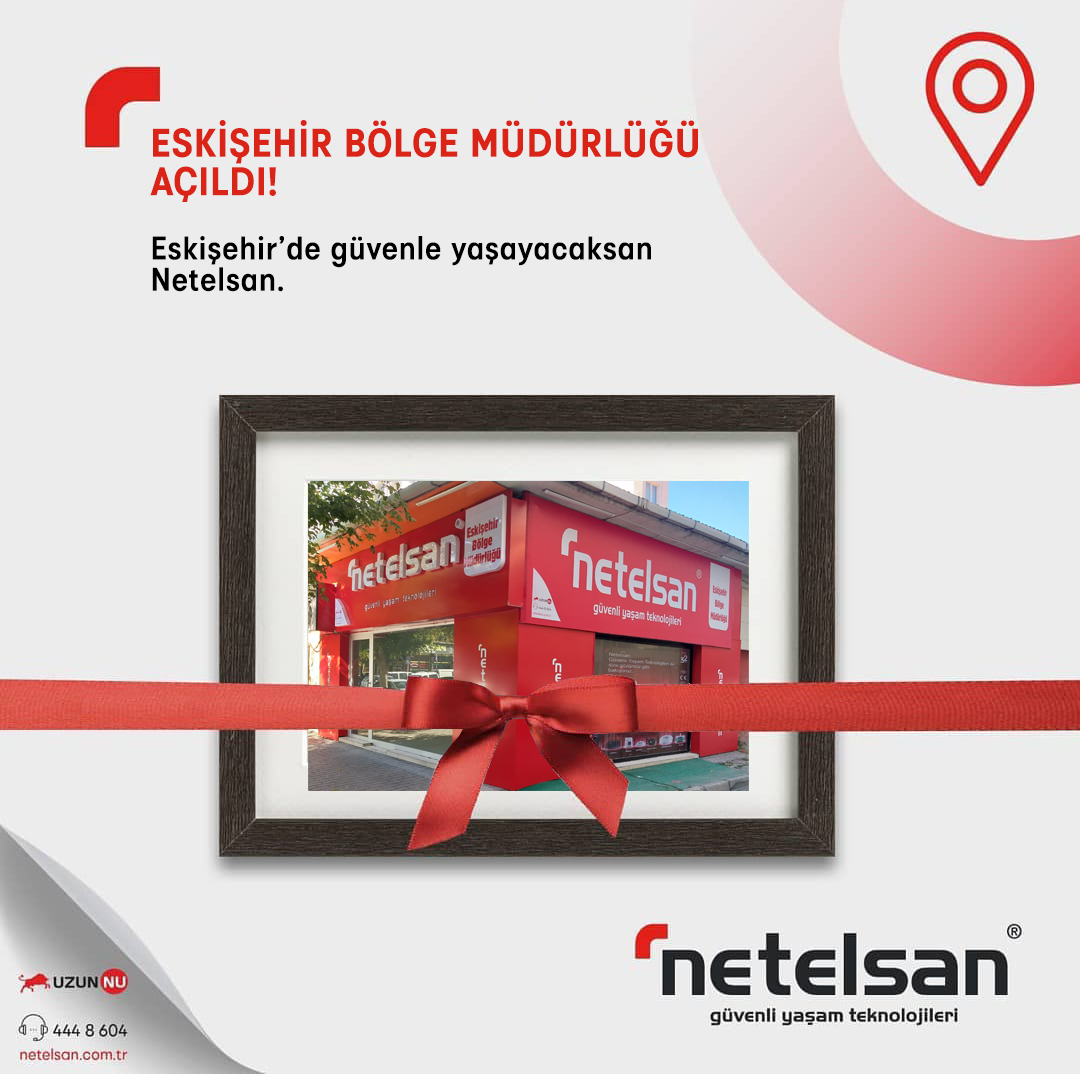 ESKİŞEHİR BÖLGE MÜDÜRLÜĞÜ
AÇILDI!
Eskişehir’de güvenle yaşayacaksan
Netelsan.
netelsan
güvenli yaşam teknolojileri
Eskişehir
Bölge
Müdürlüğü
netelsan®
güvenli yaşam teknolojileri
Eskişehir
Bölge
Müdürlüğü
netelsan®
güvenli yaşam teknolojileri
UZUNNU
444 8 604
netelsan.com.tr